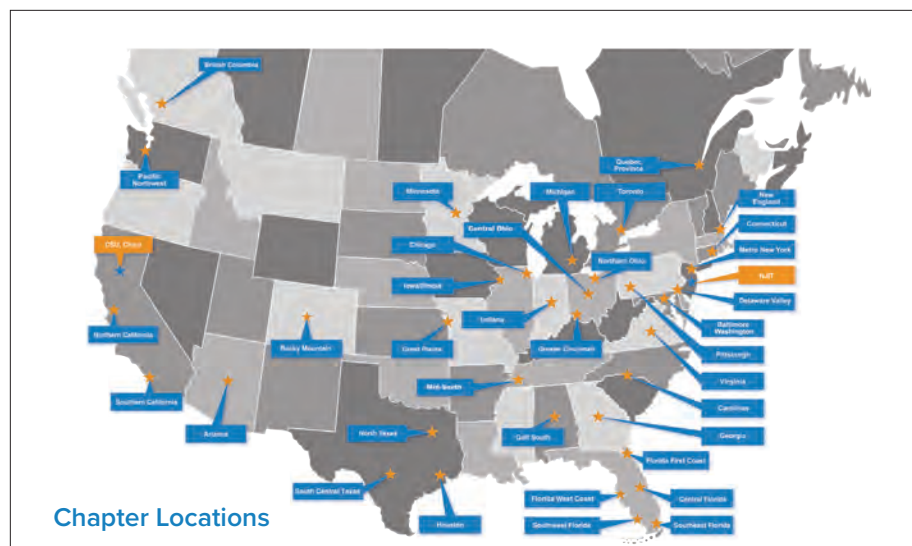 British Columbia
Pacific
Northwest
CSU, Chico
Northern California
Southern California
Arizona
Rocky Mountain
Great Plains
Minnesota
Chicago
Iowa/Illinois
Central Ohio
Michigan
Toronto
Quebec
Province
Northern Ohio
Indiana
Greater Cincinnati
Mid-South
North Texas
South Central Texas
Houston
Gulf South
New
England
Connecticut
Metro New York
NJIT
Delaware Valley
Baltimore
Washington
Pittsburgh
Virginia
Carolinas
Georgia
Florida First Coast
Florida West Coast
Central Florida
Southwest Florida
Southeast Florida
Chapter Locations